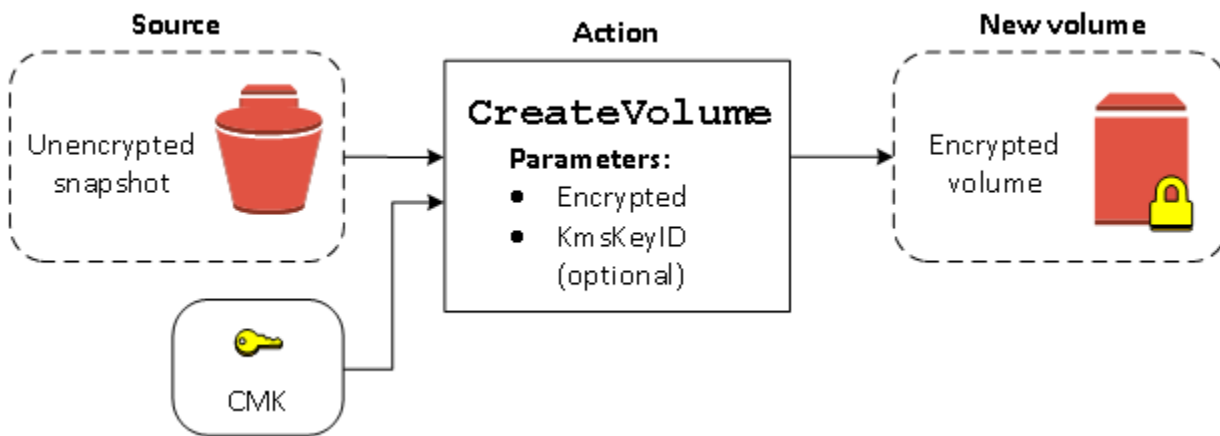 Source
Unencrypted
snapshot
CMK
Action
CreateVolume
Parameters:
● Encrypted
● KmsKeyID
(optional)
New volume
Encrypted
volume